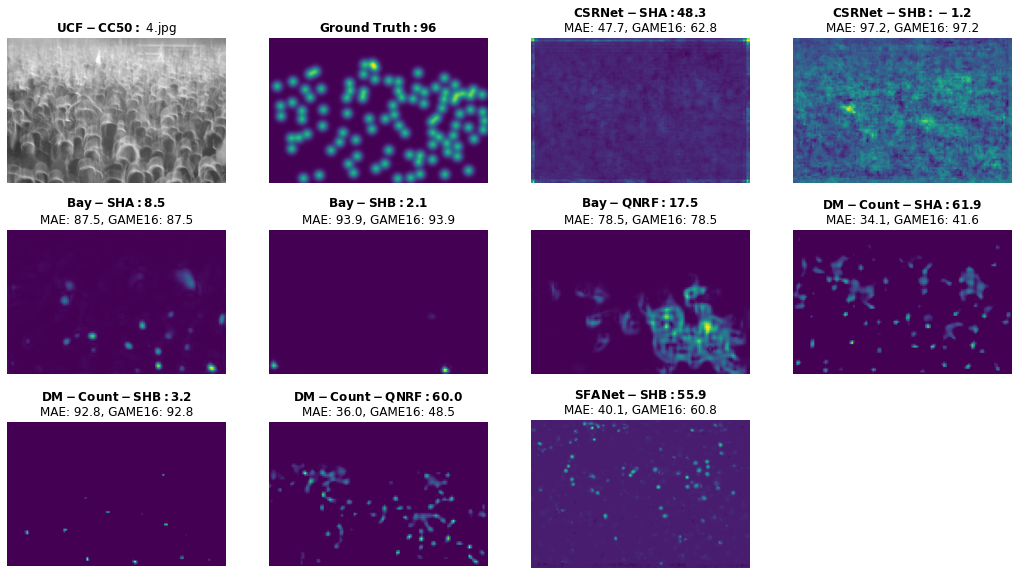 UCF − CC50 : 4.jpg
Ground Truth : 96
CSRNet − SHA : 48.3
MAE: 47.7, GAME16: 62.8
CSRNet − SHB : −1.2
MAE: 97.2, GAME16: 97.2
Bay − SHA : 8.5
MAE: 87.5, GAME16: 87.5
Bay − SHB : 2.1
MAE: 93.9, GAME16: 93.9
Bay − QNRF : 17.5
MAE: 78.5, GAME16: 78.5
DM − Count − SHA : 61.9
MAE: 34.1, GAME16: 41.6
DM − Count − SHB : 3.2
MAE: 92.8, GAME16: 92.8
DM − Count − QNRF : 60.0
MAE: 36.0, GAME16: 48.5
SFANet − SHB : 55.9
MAE: 40.1, GAME16: 60.8